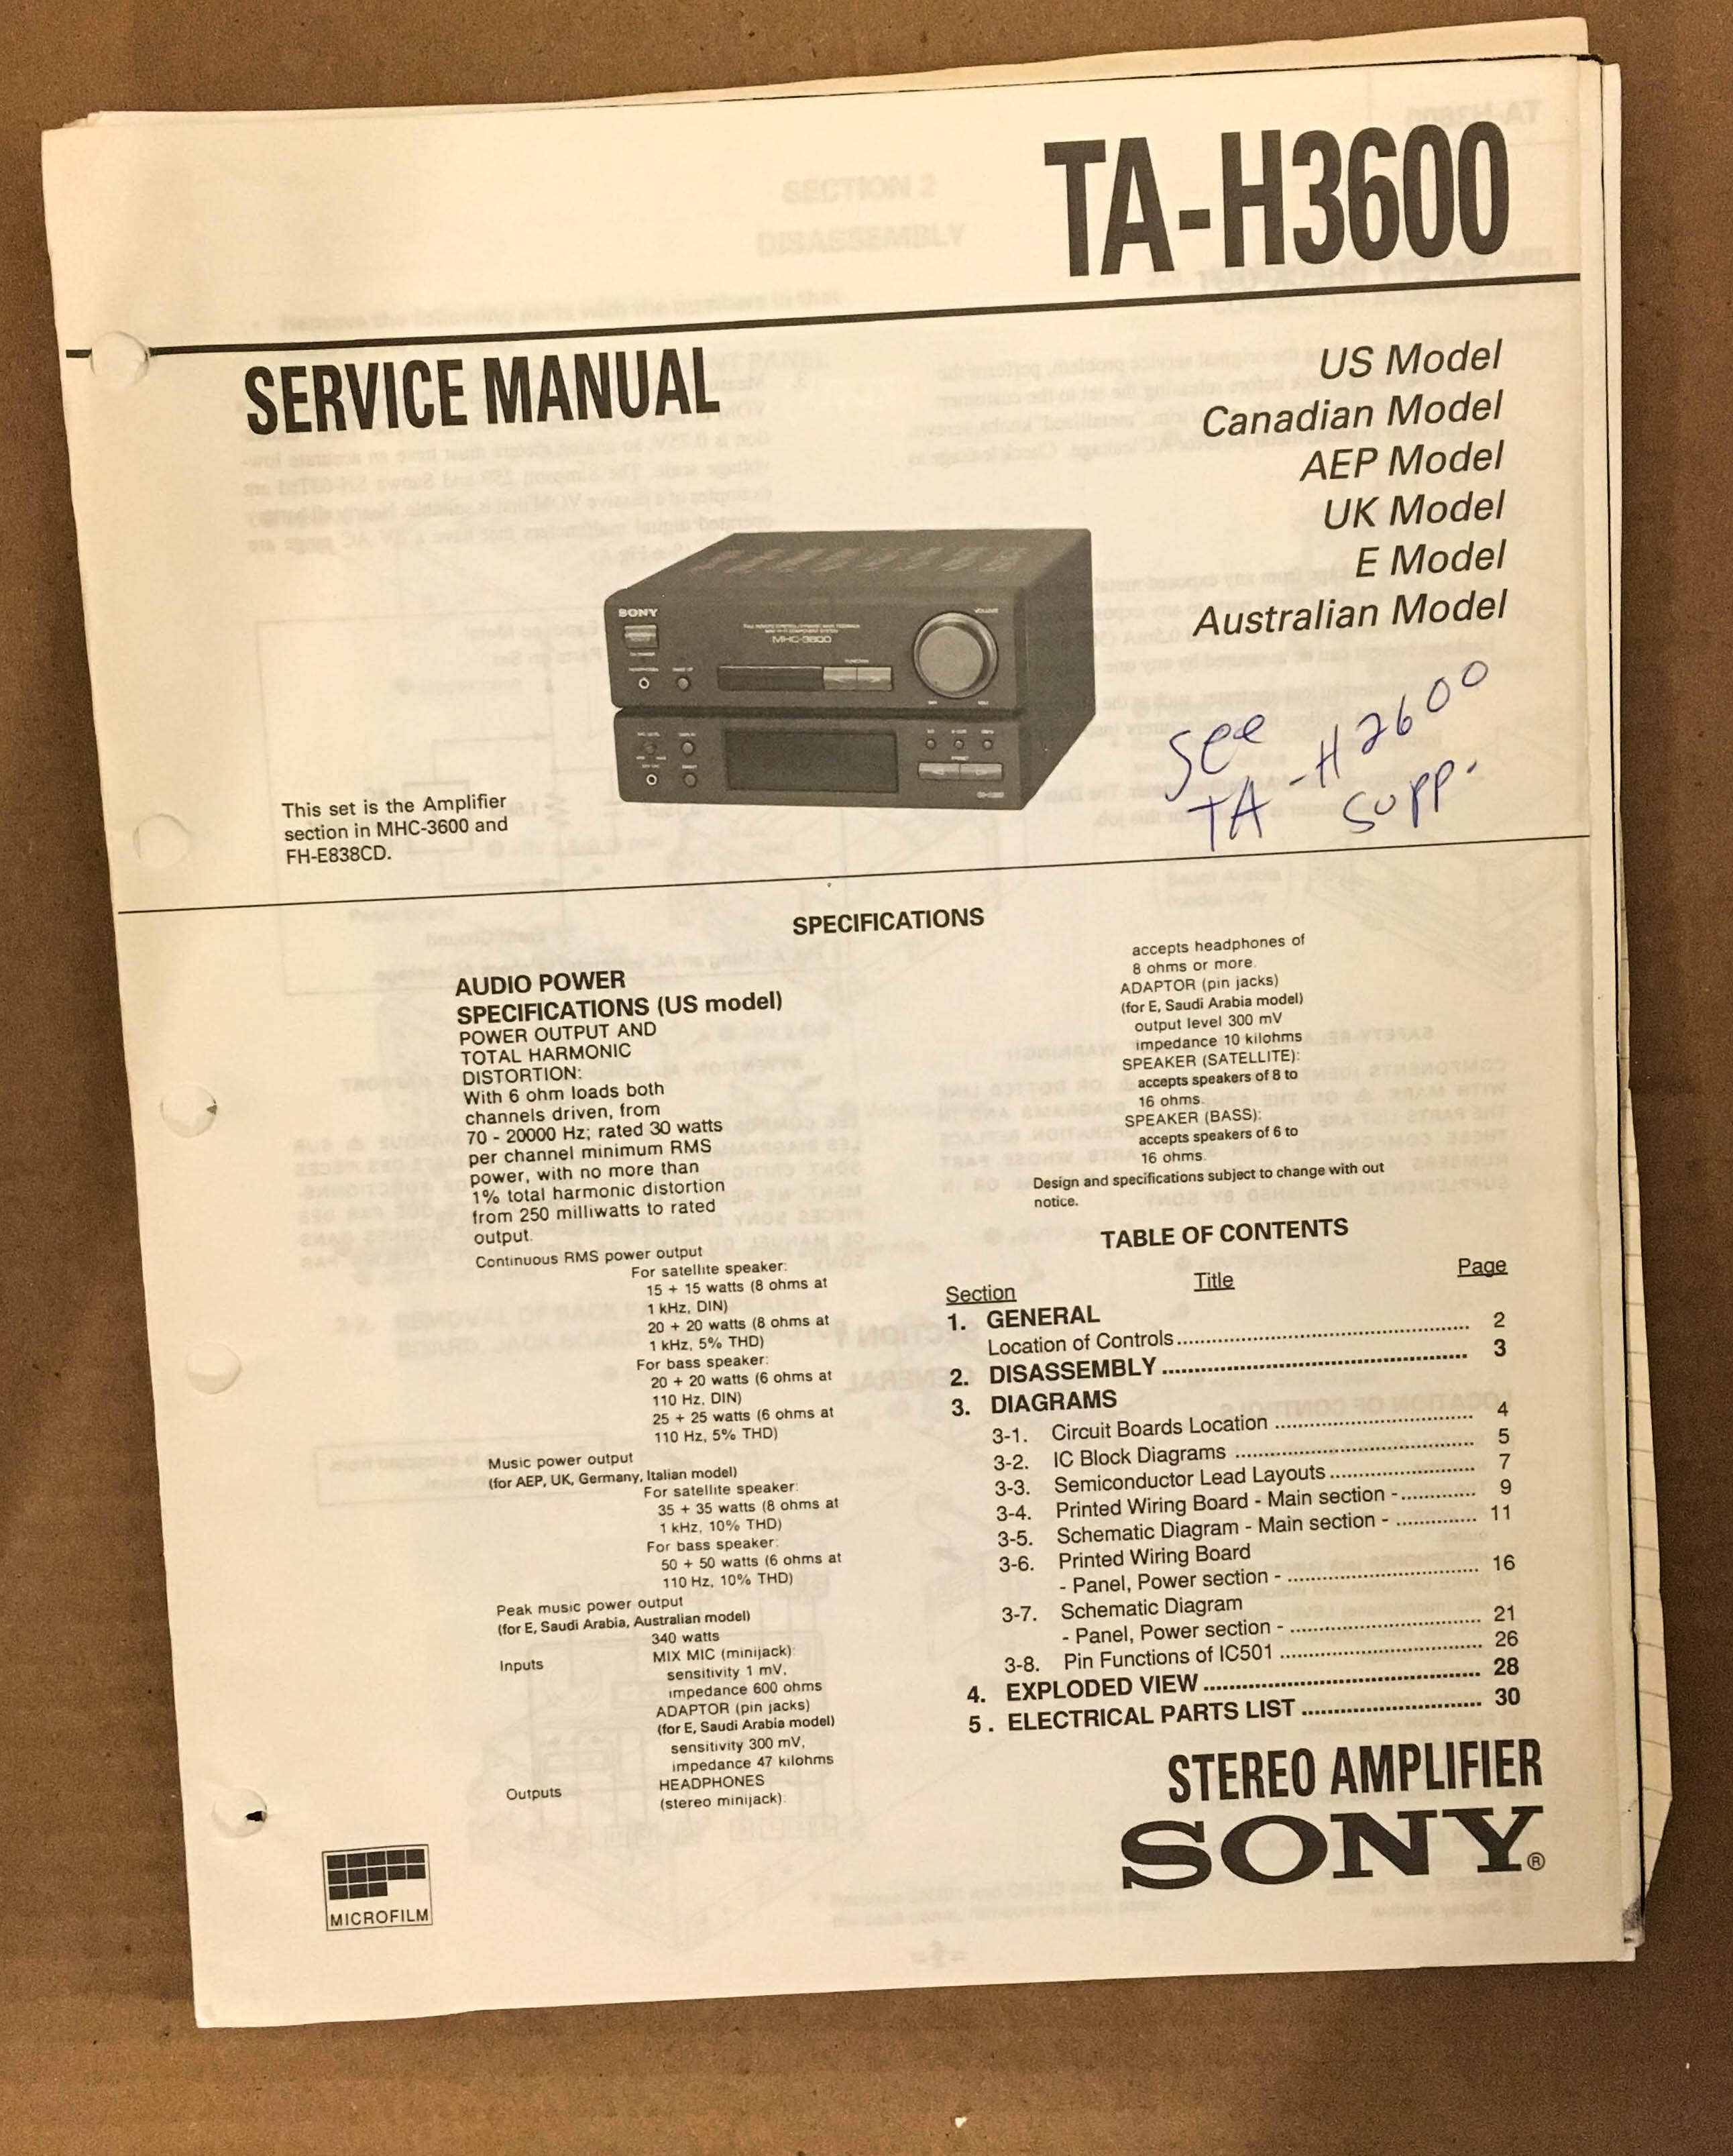 TA-H3600
SERVICE MANUAL
US Model
Canadian Model
AEP Model
UK Model
E Model
Australian Model
See
TA-H2600
Supp.
SONY
VOLUME
MHC-3600
FUNCTION
This set is the Amplifier
section in MHC-3600 and
FH-E838CD.
SPECIFICATIONS
AUDIO POWER
SPECIFICATIONS (US model)
POWER OUTPUT AND
TOTAL HARMONIC
DISTORTION:
With 6 ohm loads both
channels driven, from
70 - 20000 Hz; rated 30 watts
per channel minimum RMS
power, with no more than
1% total harmonic distortion
from 250 milliwatts to rated
output.
Continuous RMS power output
For satellite speaker:
15 + 15 watts (8 ohms at
1 kHz, DIN)
20 + 20 watts (8 ohms at
1 kHz, 5% THD)
For bass speaker:
20 + 20 watts (6 ohms at
110 Hz, DIN)
25 + 25 watts (6 ohms at
110 Hz, 5% THD)
Music power output
(for AEP, UK, Germany, Italian model)
For satellite speaker:
35 + 35 watts (8 ohms at
1 kHz, 10% THD)
For bass speaker:
50 + 50 watts (6 ohms at
110 Hz, 10% THD)
Peak music power output
(for E, Saudi Arabia, Australian model)
340 watts
Inputs MIX MIC (minijack):
sensitivity 1 mV,
impedance 600 ohms
ADAPTOR (pin jacks)
(for E, Saudi Arabia model)
sensitivity 300 mV,
impedance 47 kilohms
Outputs HEADPHONES
(stereo minijack):
accepts headphones of
8 ohms or more.
ADAPTOR (pin jacks)
(for E, Saudi Arabia model)
output level 300 mV
impedance 10 kilohms
SPEAKER (SATELLITE):
accepts speakers of 8 to
16 ohms.
SPEAKER (BASS):
accepts speakers of 6 to
16 ohms.
Design and specifications subject to change with out
notice.
TABLE OF CONTENTS
Section Title Page
1. GENERAL
Location of Controls 2
2. DISASSEMBLY 3
3. DIAGRAMS
3-1. Circuit Boards Location 4
3-2. IC Block Diagrams 5
3-3. Semiconductor Lead Layouts 7
3-4. Printed Wiring Board - Main section - 9
3-5. Schematic Diagram - Main section - 11
3-6. Printed Wiring Board
- Panel, Power section - 16
3-7. Schematic Diagram
- Panel, Power section - 21
3-8. Pin Functions of IC501 26
4. EXPLODED VIEW 28
5. ELECTRICAL PARTS LIST 30
STEREO AMPLIFIER
SONY®
MICROFILM